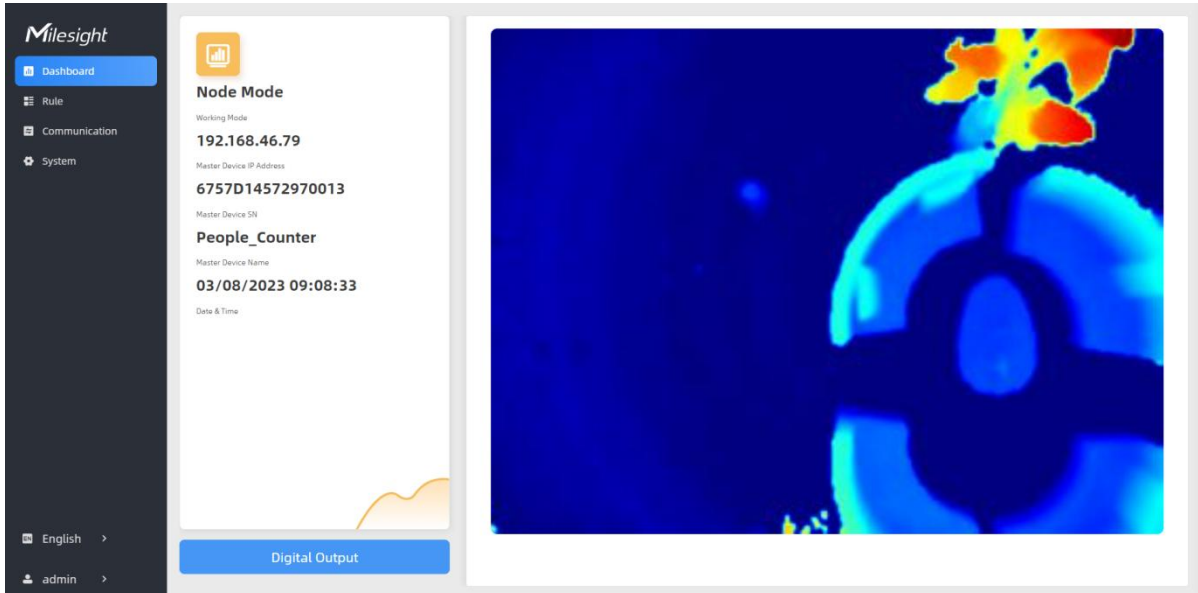 Milesight
Dashboard
Rule
Communication
System
EN English >
admin >
Node Mode
Working Mode
192.168.46.79
Master Device IP Address
6757D14572970013
Master Device SN
People_Counter
Master Device Name
03/08/2023 09:08:33
Date & Time
Digital Output